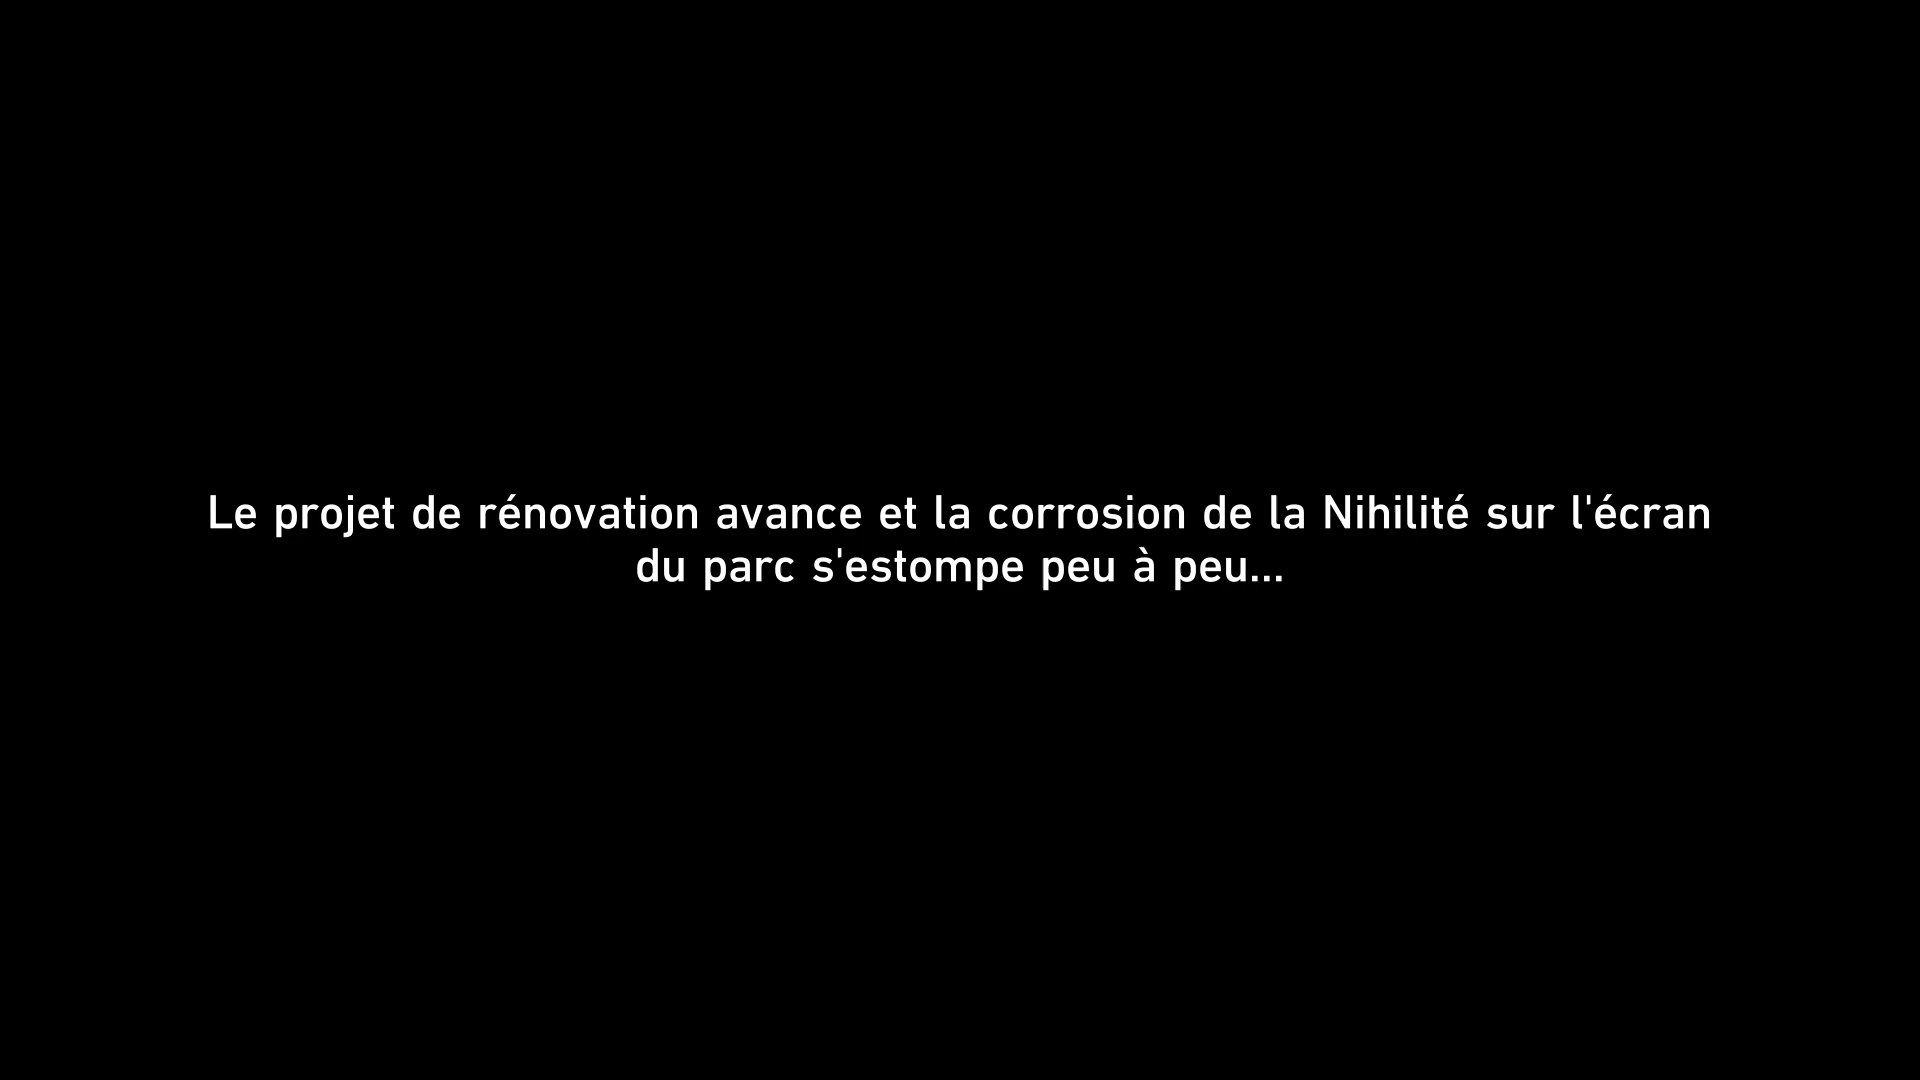 Le projet de rénovation avance et la corrosion de la Nihilité sur l'écran
du parc s'estompe peu à peu...